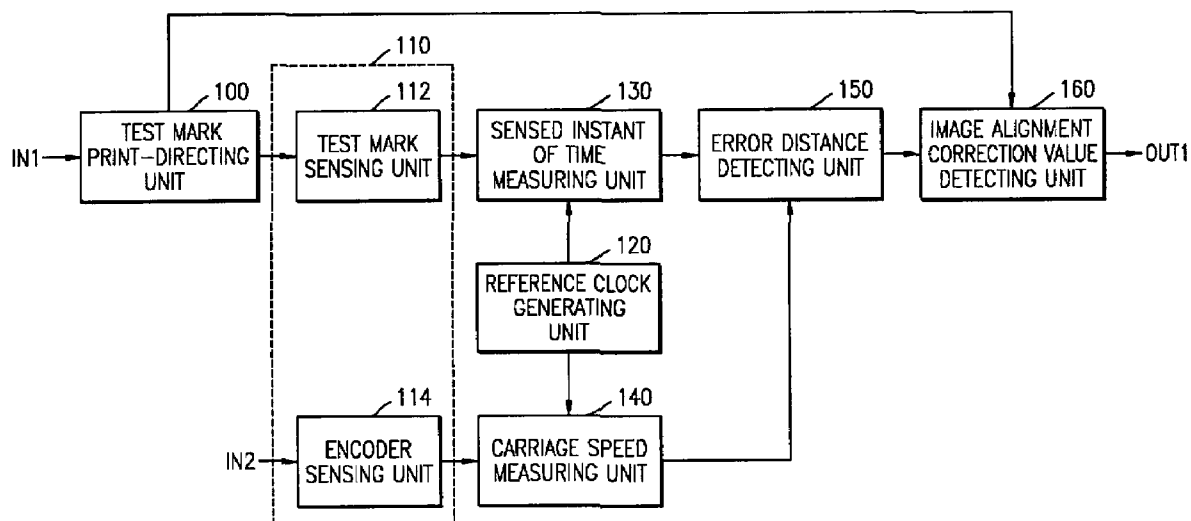 110
100
112
130
150
160
IN1
TEST MARK
PRINT-DIRECTING
UNIT
TEST MARK
SENSING UNIT
SENSED INSTANT
OF TIME
MEASURING UNIT
ERROR DISTANCE
DETECTING UNIT
IMAGE ALIGNMENT
CORRECTION VALUE
DETECTING UNIT
OUT1
120
REFERENCE CLOCK
GENERATING
UNIT
114
140
IN2
ENCODER
SENSING UNIT
CARRIAGE SPEED
MEASURING UNIT